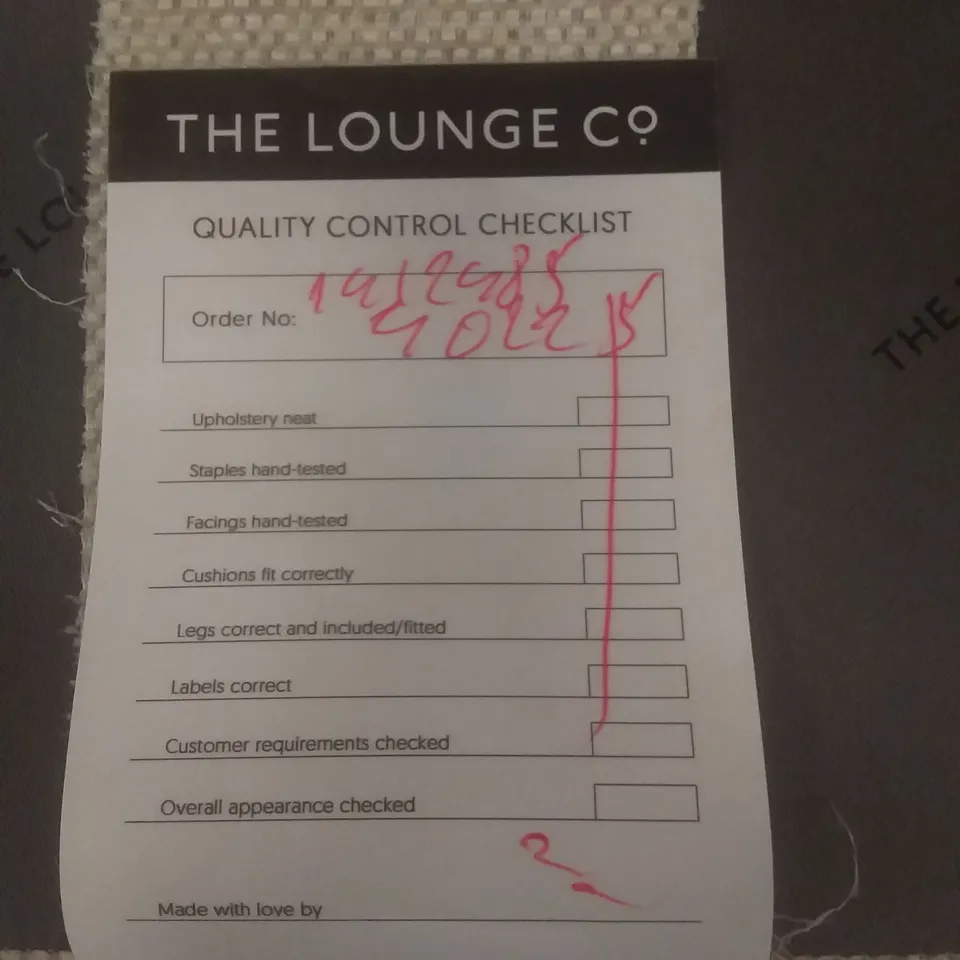 THE LOUNGE Co
QUALITY CONTROL CHECKLIST
Order No:
Upholstery neat
Staples hand-tested
Facings hand-tested
Cushions fit correctly
Legs correct and included/fitted
Labels correct
Customer requirements checked
Overall appearance checked
Made with love by
THE